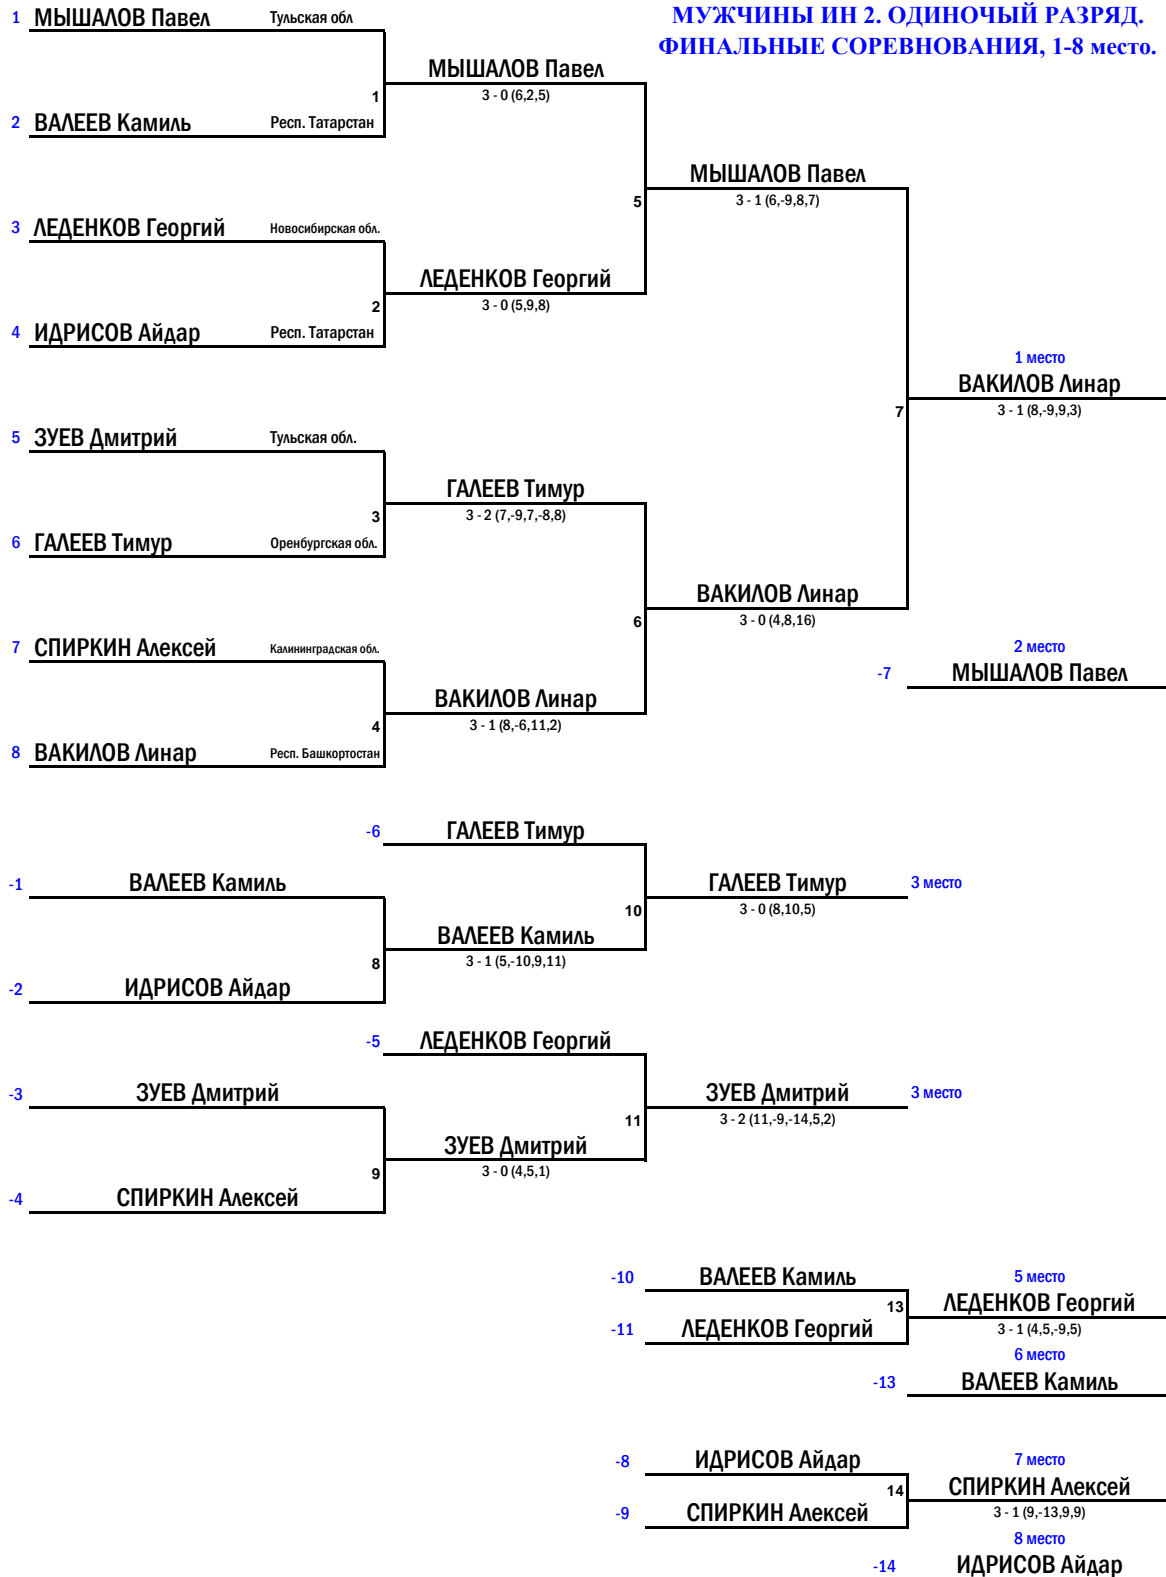 МУЖЧИНЫ ИН 2. ОДИНОЧЫЙ РАЗРЯД.
ФИНАЛЬНЫЕ СОРЕВНОВАНИЯ, 1-8 место.
1 МЫШАЛОВ Павел Тульская обл
МЫШАЛОВ Павел
1 3 - 0 (6,2,5)
2 ВАЛЕЕВ Камиль Респ. Татарстан
МЫШАЛОВ Павел
5 3 - 1 (6,-9,8,7)
3 ЛЕДЕНКОВ Георгий Новосибирская обл.
ЛЕДЕНКОВ Георгий
2 3 - 0 (5,9,8)
4 ИДРИСОВ Айдар Респ. Татарстан
1 место
ВАКИЛОВ Линар
7 3 - 1 (8,-9,9,3)
5 ЗУЕВ Дмитрий Тульская обл.
ГАЛЕЕВ Тимур
3 3 - 2 (7,-9,7,-8,8)
6 ГАЛЕЕВ Тимур Оренбургская обл.
ВАКИЛОВ Линар
6 3 - 0 (4,8,16)
7 СПИРКИН Алексей Калининградская обл.
2 место
-7 МЫШАЛОВ Павел
ВАКИЛОВ Линар
4 3 - 1 (8,-6,11,2)
8 ВАКИЛОВ Линар Респ. Башкортостан
-6 ГАЛЕЕВ Тимур
-1 ВАЛЕЕВ Камиль
ГАЛЕЕВ Тимур 3 место
10 3 - 0 (8,10,5)
ВАЛЕЕВ Камиль
8 3 - 1 (5,-10,9,11)
-2 ИДРИСОВ Айдар
-5 ЛЕДЕНКОВ Георгий
-3 ЗУЕВ Дмитрий
ЗУЕВ Дмитрий 3 место
11 3 - 2 (11,-9,-14,5,2)
ЗУЕВ Дмитрий
9 3 - 0 (4,5,1)
-4 СПИРКИН Алексей
-10 ВАЛЕЕВ Камиль 5 место
13 ЛЕДЕНКОВ Георгий
-11 ЛЕДЕНКОВ Георгий 3 - 1 (4,5,-9,5)
6 место
-13 ВАЛЕЕВ Камиль
-8 ИДРИСОВ Айдар 7 место
14 СПИРКИН Алексей
-9 СПИРКИН Алексей 3 - 1 (9,-13,9,9)
8 место
-14 ИДРИСОВ Айдар